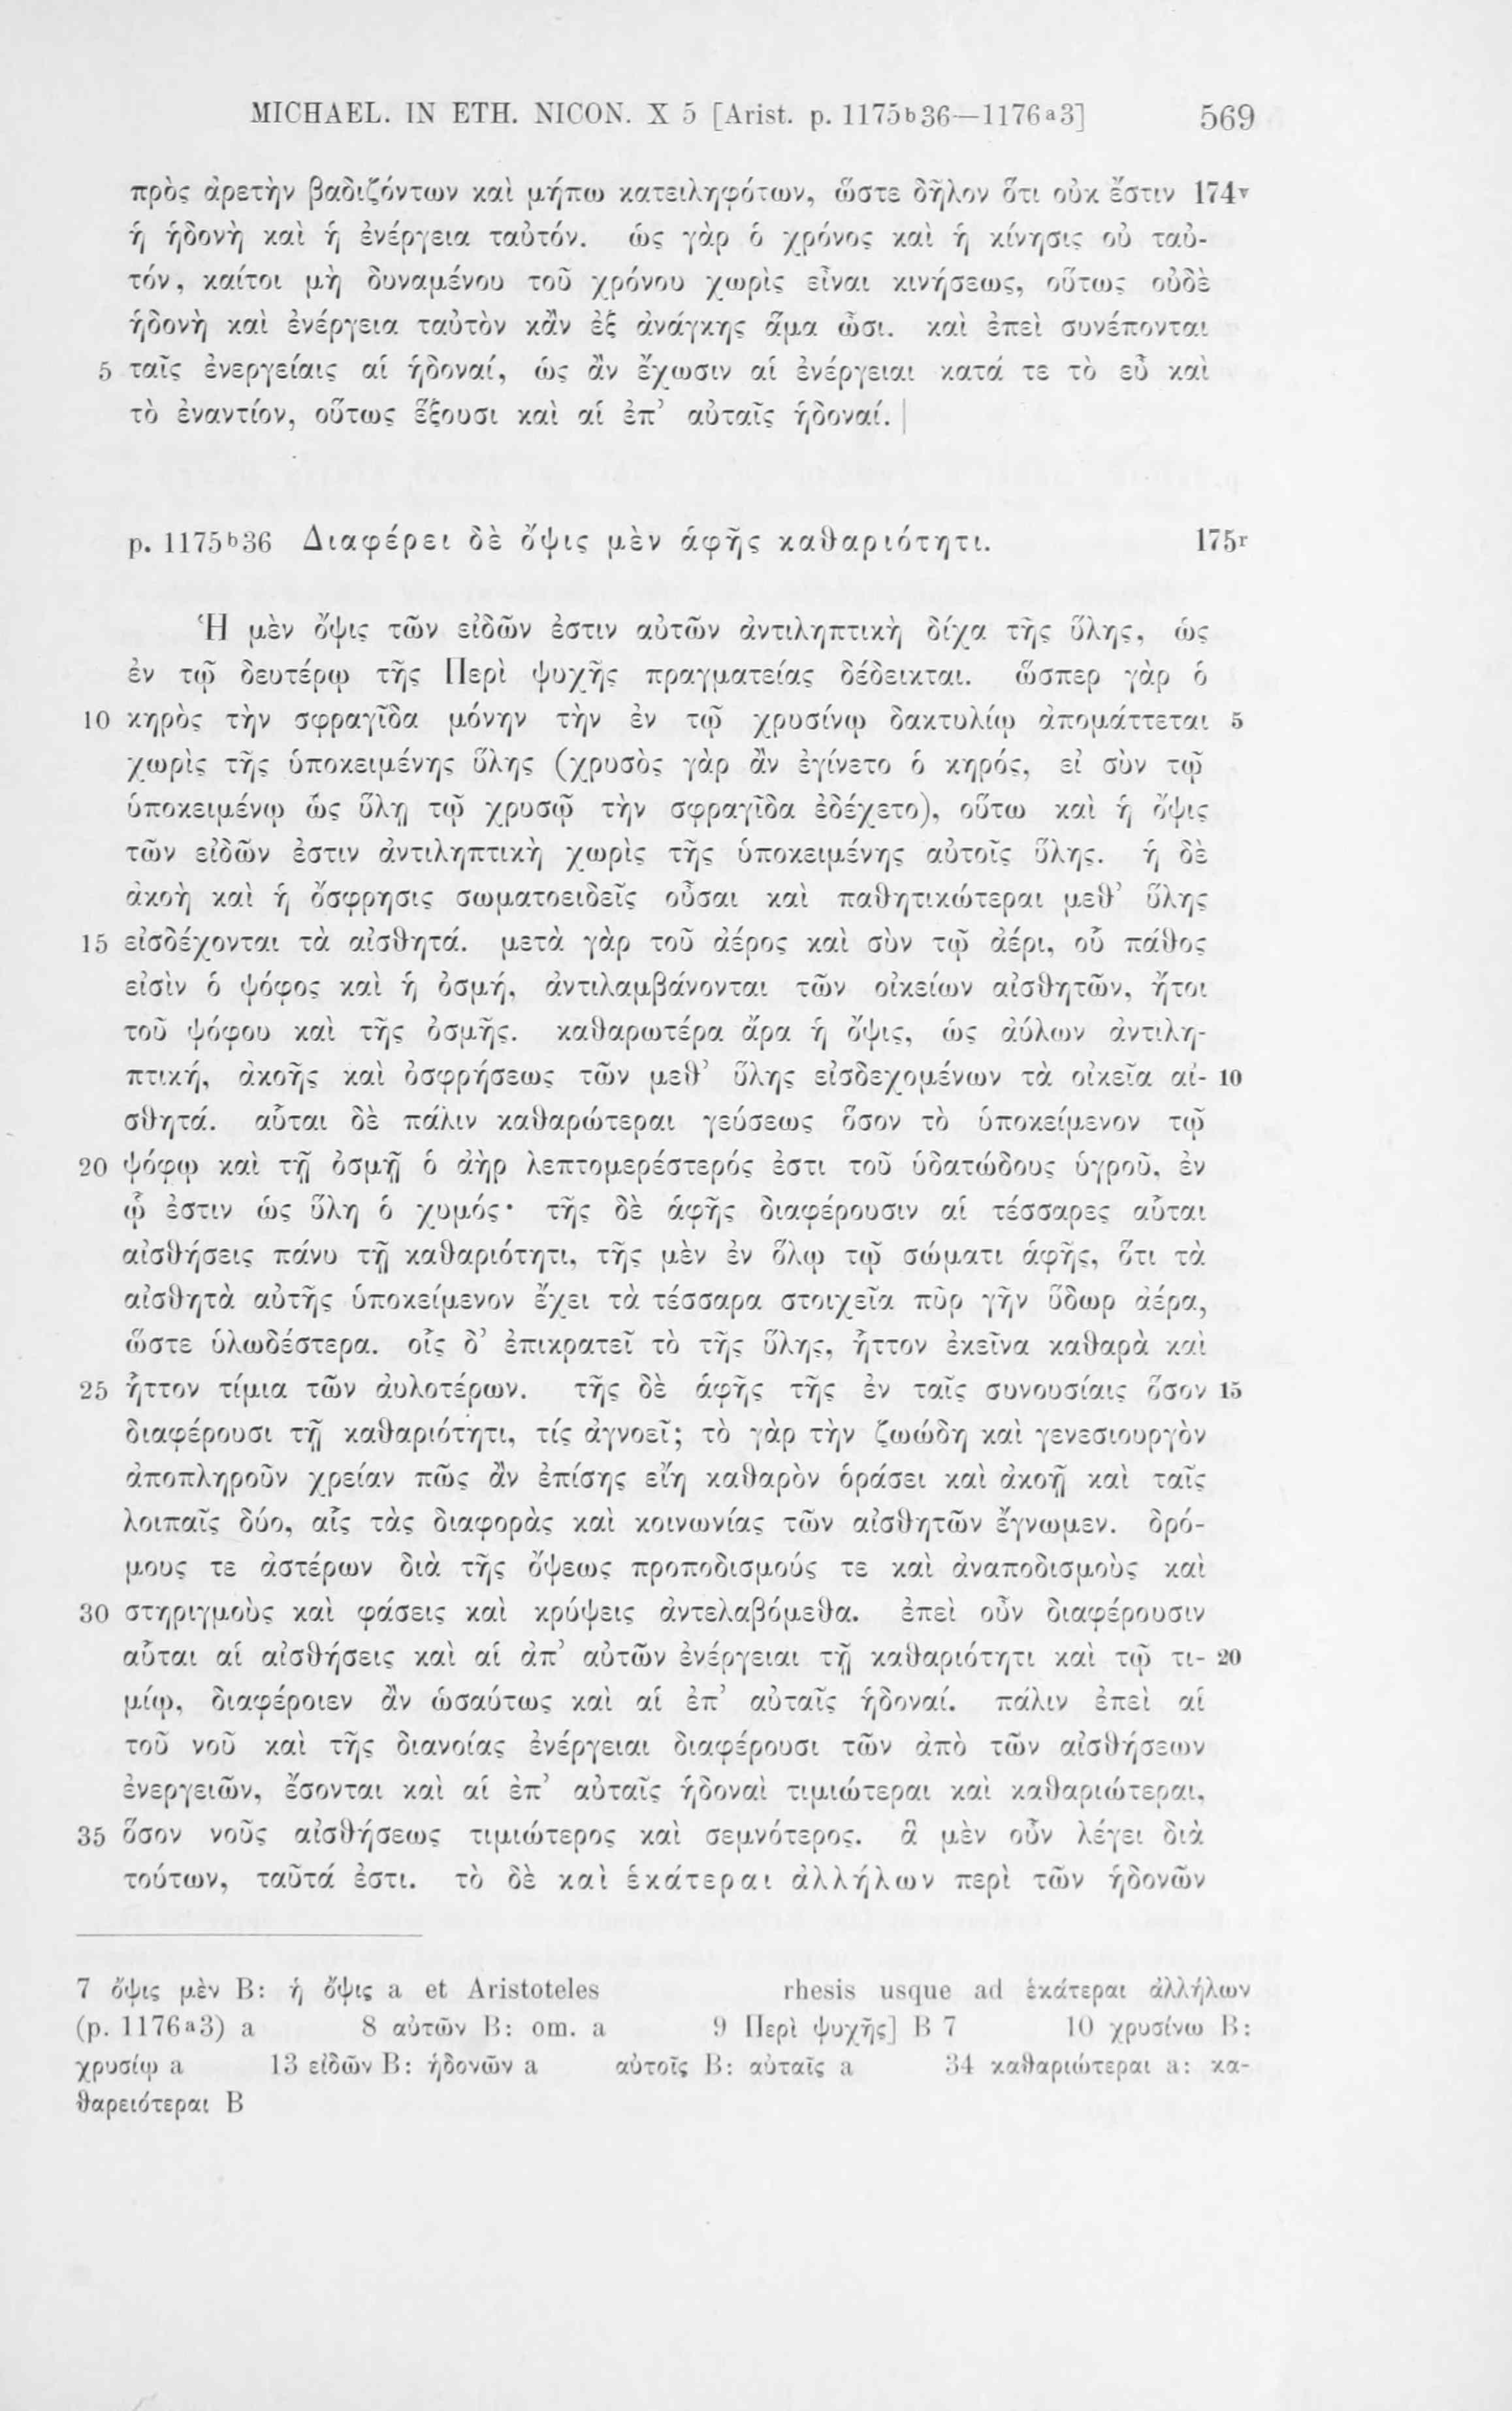 MICHAEL. IN ETH. NICON. X 5 [Arist. p. 1175b36—1176a3] 569
πρὸς ἀρετὴν βαδιζόντων καὶ μήπω κατειληφότων, ὥστε δῆλον ὅτι οὐκ ἔστιν 174v
ἡ ἡδονὴ καὶ ἡ ἐνέργεια ταὐτόν. ὡς γὰρ ὁ χρόνος καὶ ἡ κίνησις οὐ ταὐ-
τόν, καίτοι μὴ δυναμένου τοῦ χρόνου χωρὶς εἶναι κινήσεως, οὕτως οὐδὲ
ἡδονὴ καὶ ἐνέργεια ταὐτὸν κἂν ἐξ ἀνάγκης ἅμα ὦσι. καὶ ἐπεὶ συνέπονται
5 ταῖς ἐνεργείαις αἱ ἡδοναί, ὡς ἂν ἔχωσιν αἱ ἐνέργειαι κατά τε τὸ εὖ καὶ
τὸ ἐναντίον, οὕτως ἕξουσι καὶ αἱ ἐπ’ αὐταῖς ἡδοναί. |
p. 1175b36 Διαφέρει δὲ ὄψις μὲν ἁφῆς καθαριότητι. 175r
Ἡ μὲν ὄψις τῶν εἰδῶν ἐστιν αὐτῶν ἀντιληπτικὴ δίχα τῆς ὕλης, ὡς
ἐν τῷ δευτέρῳ τῆς Περὶ ψυχῆς πραγματείας δέδεικται. ὥσπερ γὰρ ὁ
10 κηρὸς τὴν σφραγῖδα μόνην τὴν ἐν τῷ χρυσίνῳ δακτυλίῳ ἀπομάττεται 5
χωρὶς τῆς ὑποκειμένης ὕλης (χρυσὸς γὰρ ἂν ἐγίνετο ὁ κηρός, εἰ σὺν τῷ
ὑποκειμένῳ ὡς ὕλῃ τῷ χρυσῷ τὴν σφραγῖδα ἐδέχετο), οὕτω καὶ ἡ ὄψις
τῶν εἰδῶν ἐστιν ἀντιληπτικὴ χωρὶς τῆς ὑποκειμένης αὐτοῖς ὕλης. ἡ δὲ
ἀκοὴ καὶ ἡ ὄσφρησις σωματοειδεῖς οὖσαι καὶ παθητικώτεραι μεθ’ ὕλης
15 εἰσδέχονται τὰ αἰσθητά. μετὰ γὰρ τοῦ ἀέρος καὶ σὺν τῷ ἀέρι, οὗ πάθος
εἰσὶν ὁ ψόφος καὶ ἡ ὀσμή, ἀντιλαμβάνονται τῶν οἰκείων αἰσθητῶν, ἤτοι
τοῦ ψόφου καὶ τῆς ὀσμῆς. καθαρωτέρα ἄρα ἡ ὄψις, ὡς ἀύλων ἀντιλη-
πτική, ἀκοῆς καὶ ὀσφρήσεως τῶν μεθ’ ὕλης εἰσδεχομένων τὰ οἰκεῖα αἰ- 10
σθητά. αὗται δὲ πάλιν καθαρώτεραι γεύσεως ὅσον τὸ ὑποκείμενον τῷ
20 ψόφῳ καὶ τῇ ὀσμῇ ὁ ἀὴρ λεπτομερέστερός ἐστι τοῦ ὑδατώδους ὑγροῦ, ἐν
ᾧ ἐστιν ὡς ὕλῃ ὁ χυμός· τῆς δὲ ἁφῆς διαφέρουσιν αἱ τέσσαρες αὗται
αἰσθήσεις πάνυ τῇ καθαριότητι, τῆς μὲν ἐν ὅλῳ τῷ σώματι ἁφῆς, ὅτι τὰ
αἰσθητὰ αὐτῆς ὑποκείμενον ἔχει τὰ τέσσαρα στοιχεῖα πῦρ γῆν ὕδωρ ἀέρα,
ὥστε ὑλωδέστερα. οἷς δ’ ἐπικρατεῖ τὸ τῆς ὕλης, ἧττον ἐκεῖνα καθαρὰ καὶ
25 ἧττον τίμια τῶν ἀυλοτέρων. τῆς δὲ ἁφῆς τῆς ἐν ταῖς συνουσίαις ὅσον 15
διαφέρουσι τῇ καθαριότητι, τίς ἀγνοεῖ; τὸ γὰρ τὴν ζωώδη καὶ γενεσιουργὸν
ἀποπληροῦν χρείαν πῶς ἂν ἐπίσης εἴη καθαρὸν ὁράσει καὶ ἀκοῇ καὶ ταῖς
λοιπαῖς δύο, αἷς τὰς διαφορὰς καὶ κοινωνίας τῶν αἰσθητῶν ἔγνωμεν. δρό-
μους τε ἀστέρων διὰ τῆς ὄψεως προποδισμούς τε καὶ ἀναποδισμοὺς καὶ
30 στηριγμοὺς καὶ φάσεις καὶ κρύψεις ἀντελαβόμεθα. ἐπεὶ οὖν διαφέρουσιν
αὗται αἱ αἰσθήσεις καὶ αἱ ἀπ’ αὐτῶν ἐνέργειαι τῇ καθαριότητι καὶ τῷ τι- 20
μίῳ, διαφέροιεν ἂν ὡσαύτως καὶ αἱ ἐπ’ αὐταῖς ἡδοναί. πάλιν ἐπεὶ αἱ
τοῦ νοῦ καὶ τῆς διανοίας ἐνέργειαι διαφέρουσι τῶν ἀπὸ τῶν αἰσθήσεων
ἐνεργειῶν, ἔσονται καὶ αἱ ἐπ’ αὐταῖς ἡδοναὶ τιμιώτεραι καὶ καθαριώτεραι,
35 ὅσον νοῦς αἰσθήσεως τιμιώτερος καὶ σεμνότερος. ἃ μὲν οὖν λέγει διὰ
τούτων, ταῦτά ἐστι. τὸ δὲ καὶ ἑκάτεραι ἀλλήλων περὶ τῶν ἡδονῶν
7 ὄψις μὲν B: ἡ ὄψις a et Aristoteles rhesis usque ad ἑκάτεραι ἀλλήλων
(p. 1176a3) a 8 αὐτῶν B: om. a 9 Περὶ ψυχῆς] B 7 10 χρυσίνω B:
χρυσίῳ a 13 εἰδῶν B: ἡδονῶν a αὐτοῖς B: αὐταῖς a 34 καθαριώτεραι a: κα-
θαρειότεραι B